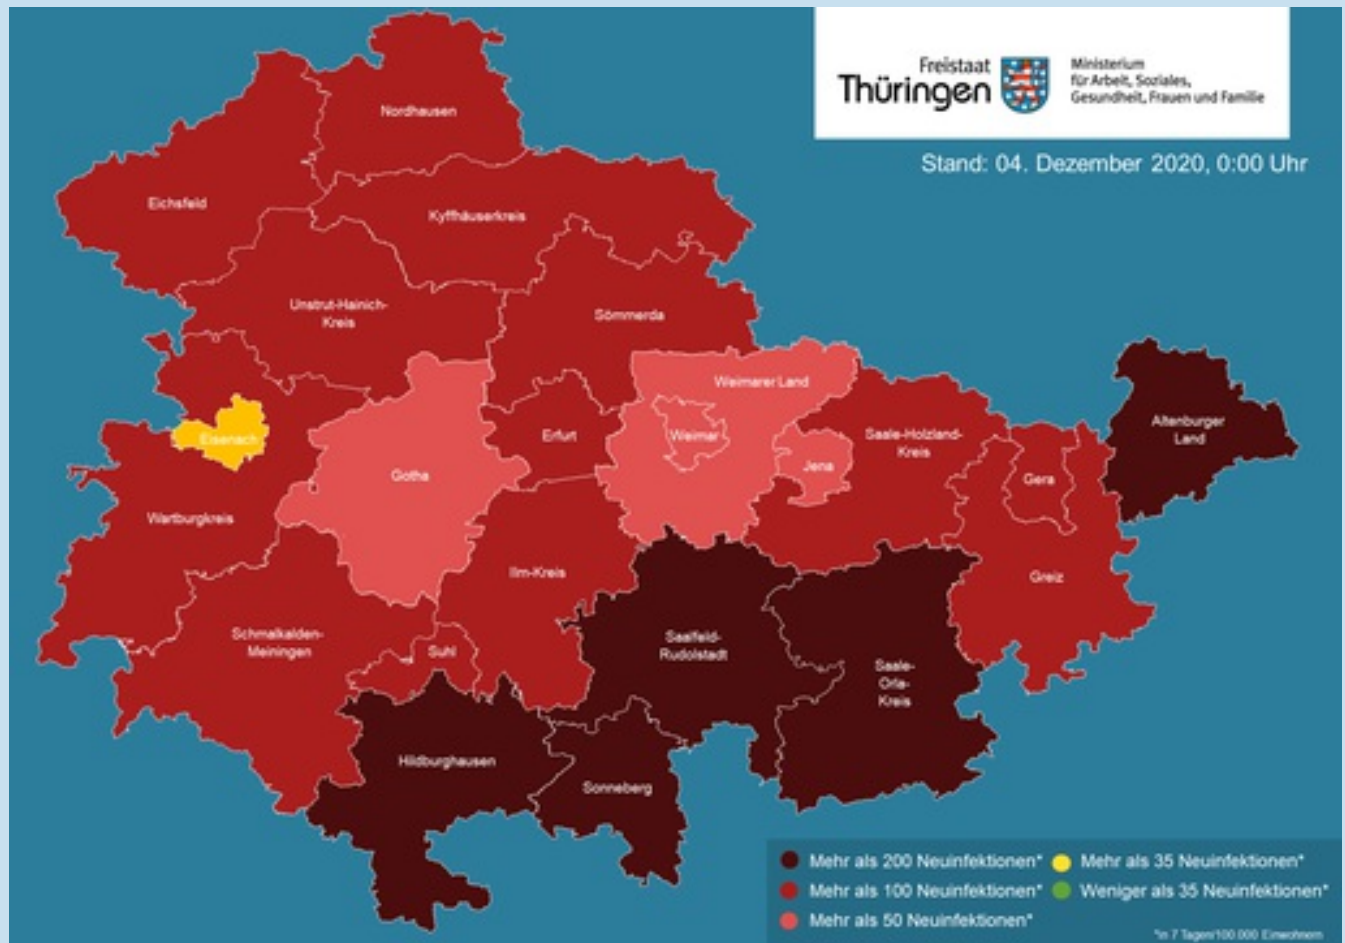 Freistaat
Thüringen
Ministerium
für Arbeit, Soziales,
Gesundheit, Frauen und Familie
Stand: 04. Dezember 2020, 0:00 Uhr
Nordhausen
Eichsfeld
Kyffhäuserkreis
Unstrut-Hainich-
Kreis
Sömmerda
Weimarer Land
Altenburger
Land
Eisenach
Erfurt
Weimar
Saale-Holzland-
Kreis
Jena
Gotha
Gera
Wartburgkreis
Ilm-Kreis
Greiz
Schmalkalden-
Meiningen
Suhl
Saalfeld-
Rudolstadt
Saale-
Orla-
Kreis
Hildburghausen
Sonneberg
Mehr als 200 Neuinfektionen*
Mehr als 35 Neuinfektionen*
Mehr als 100 Neuinfektionen*
Weniger als 35 Neuinfektionen*
Mehr als 50 Neuinfektionen*
*in 7 Tagen/100.000 Einwohnern